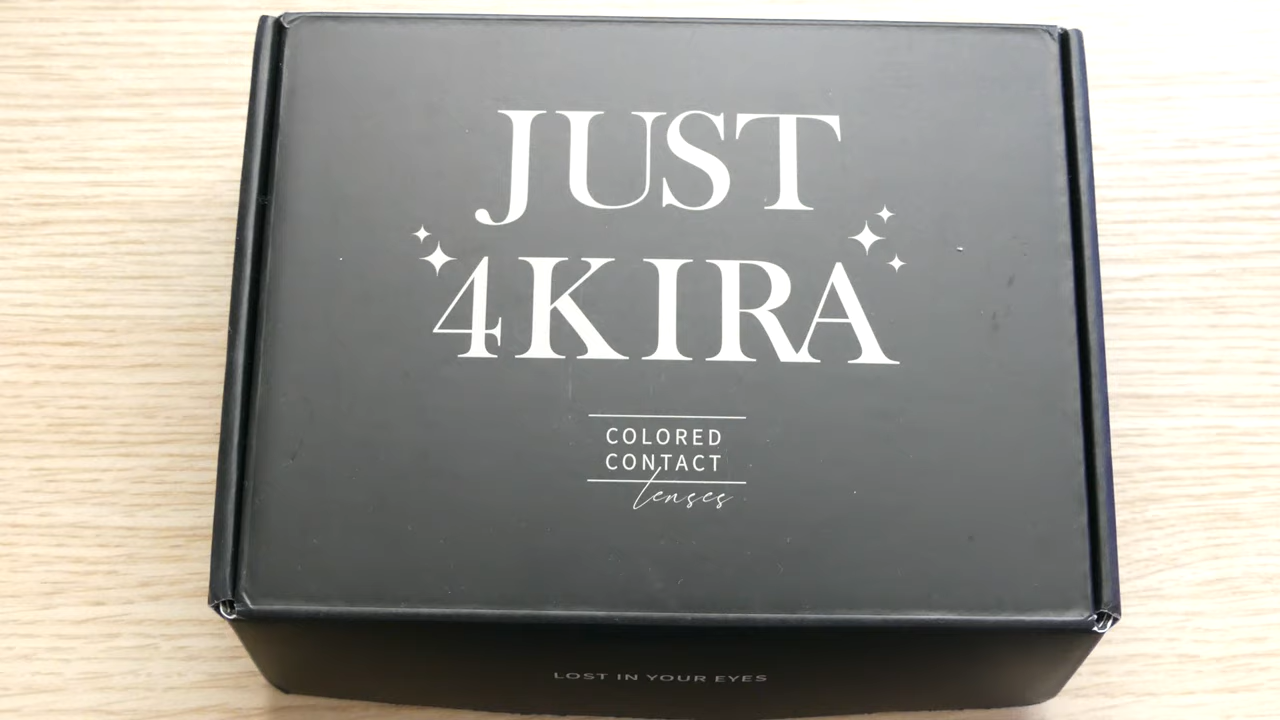 JUST
4KIRA
COLORED
CONTACT
lenses
LOST IN YOUR EYES